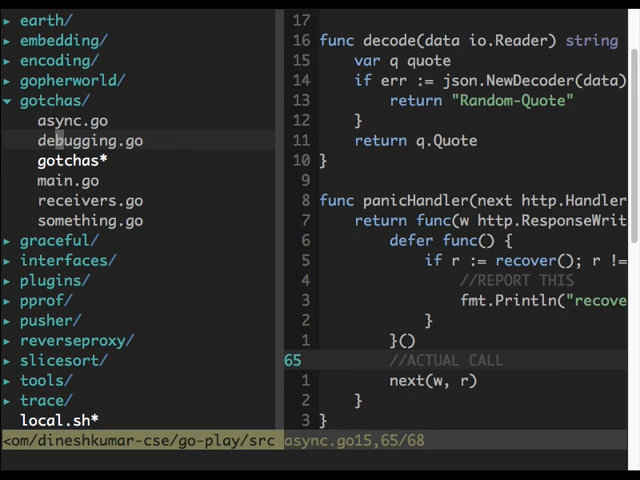 ▸ earth/
▸ embedding/
▸ encoding/
▸ gopherworld/
▾ gotchas/
async.go
debugging.go
gotchas*
main.go
receivers.go
something.go
▸ graceful/
▸ interfaces/
▸ plugins/
▸ pprof/
▸ pusher/
▸ reverseproxy/
▸ slicesort/
▸ tools/
▸ trace/
local.sh*
<om/dineshkumar-cse/go-play/src
17
16 func decode(data io.Reader) string
15 var q quote
14 if err := json.NewDecoder(data)
13 return "Random-Quote"
12 }
11 return q.Quote
10 }
9
8 func panicHandler(next http.Handler
7 return func(w http.ResponseWrit
6 defer func() {
5 if r := recover(); r !=
4 //REPORT THIS
3 fmt.Println("recove
2 }
1 }()
65 //ACTUAL CALL
1 next(w, r)
2 }
3 }
async.go15,65/68